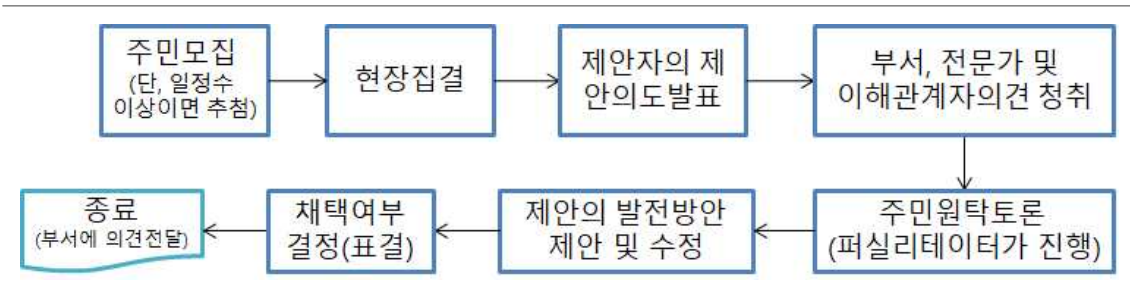 주민모집
(단, 일정수
이상이면 추첨)
현장집결
제안자의 제
안의도발표
부서, 전문가 및
이해관계자의견 청취
주민원탁토론
(퍼실리테이터가 진행)
제안의 발전방안
제안 및 수정
채택여부
결정(표결)
종료
(부서에 의견전달)